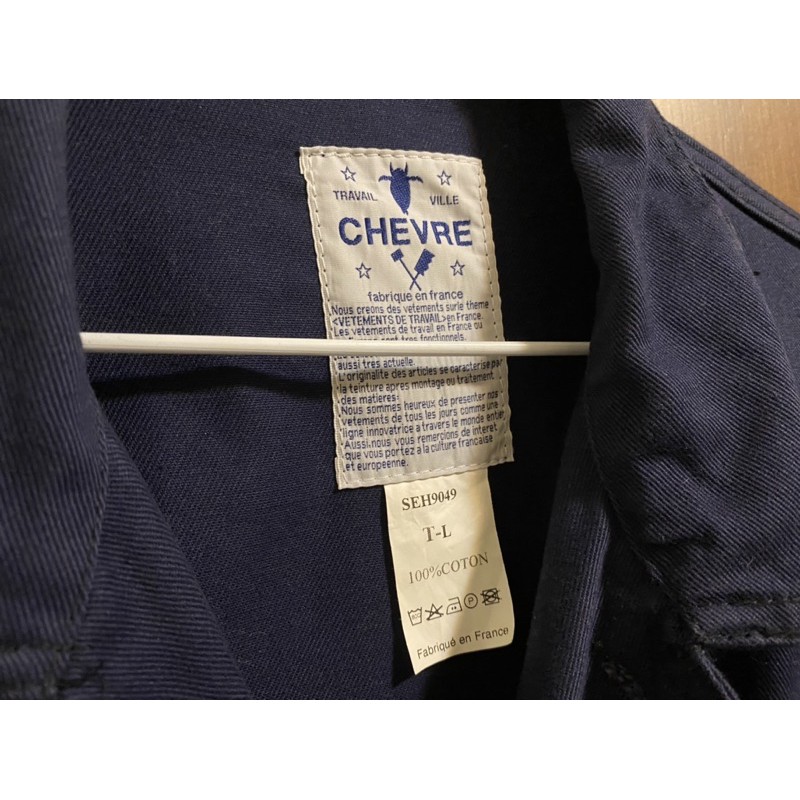 TRAVAIL VILLE
CHEVRE
fabrique en france
Nous creons des vetements surle theme
<VETEMENTS DE TRAVAIL>en France.
Les vetements de travail en France ou
sont tres fonctionnels
aussi tres actuelle.
L'originalite des articles se caracterise par
la teinture apres montage ou traitement
des matieres:
Nous sommes heureux de presenter nos
vetements de tous les jours comme une
ligne innovatrice a travers le monde entier.
Aussi,nous vous remercions de interet
que vous portez a la culture francaise
et europeenne.
SEH9049
T-L
100%COTON
P
Fabriqué en France